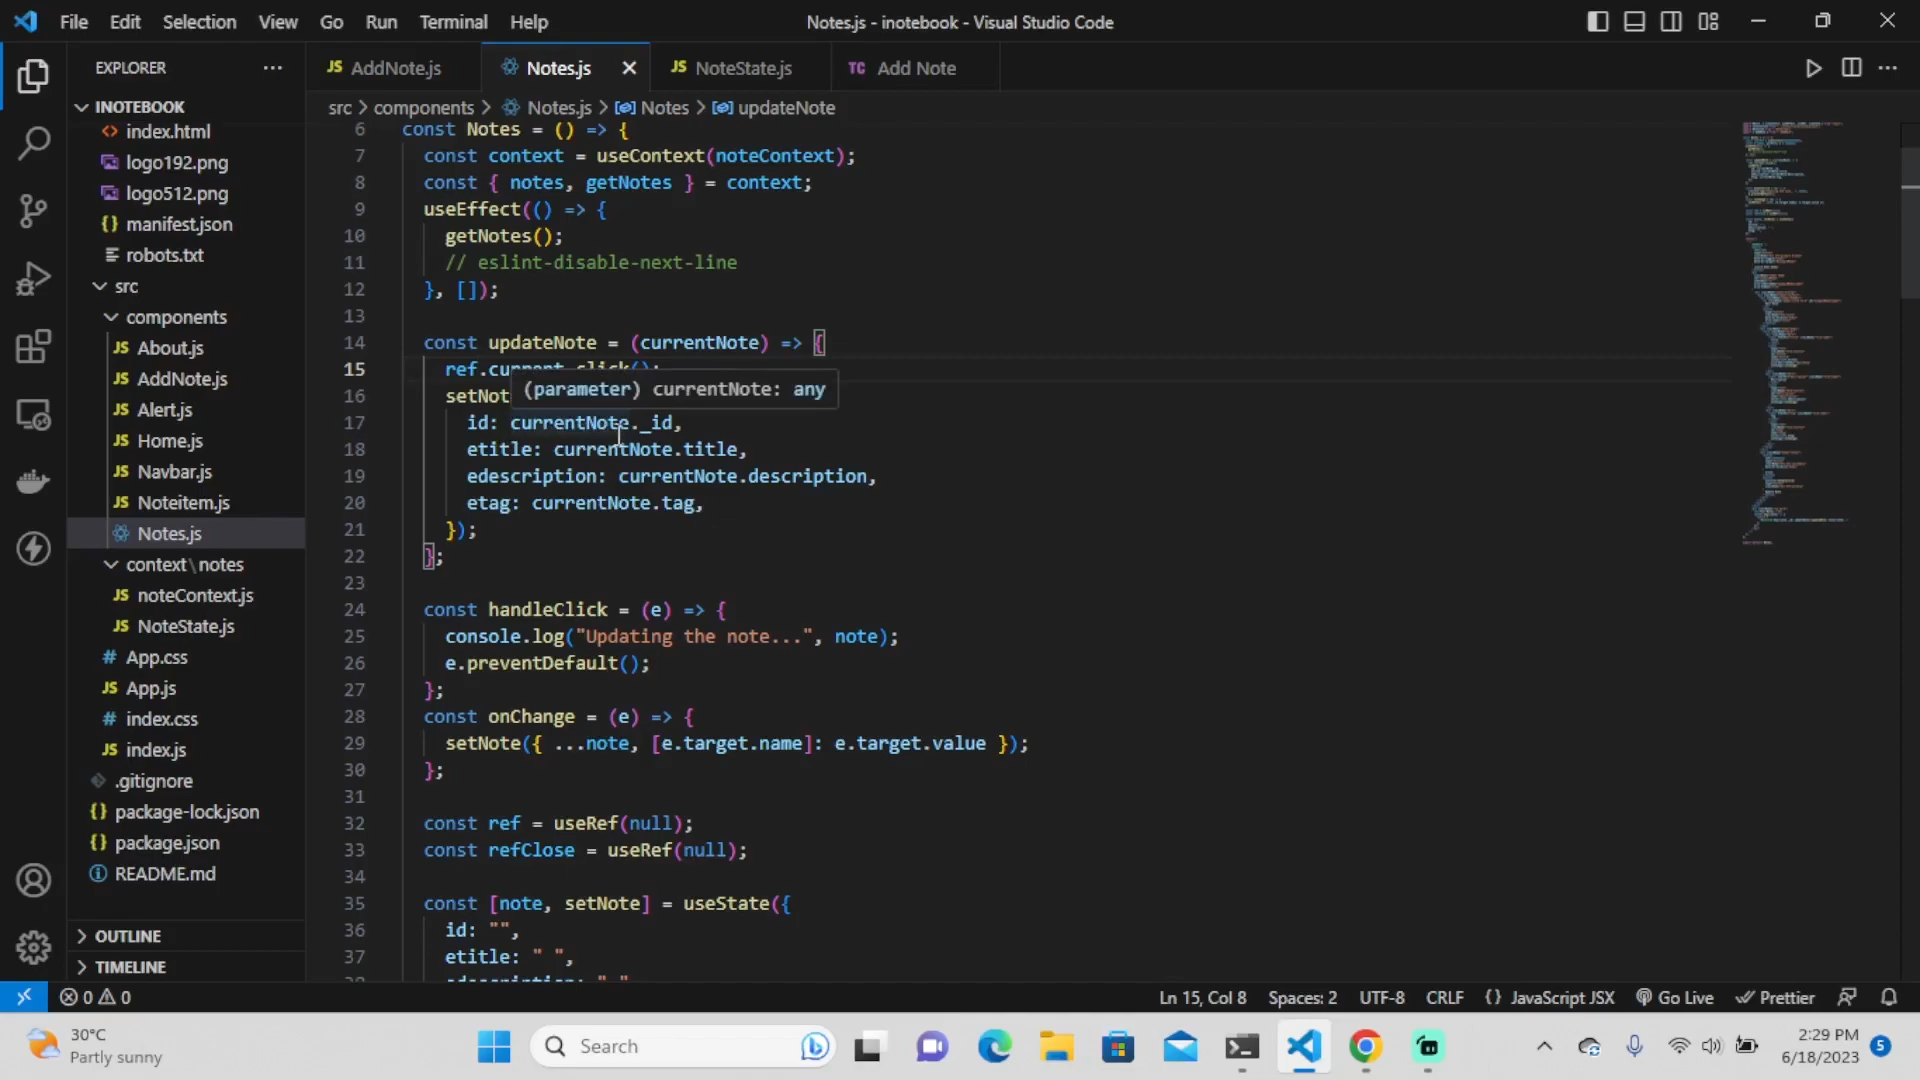 File Edit Selection View Go Run Terminal Help
Notes.js - inotebook - Visual Studio Code
EXPLORER
JS AddNote.js
Notes.js
JS NoteState.js
TC Add Note
src > components > Notes.js > Notes > updateNote
INOTEBOOK
<> index.html
logo192.png
logo512.png
{} manifest.json
robots.txt
src
components
JS About.js
JS AddNote.js
JS Alert.js
JS Home.js
JS Navbar.js
JS Noteitem.js
Notes.js
context\notes
JS noteContext.js
JS NoteState.js
# App.css
JS App.js
# index.css
JS index.js
.gitignore
{} package-lock.json
{} package.json
README.md
OUTLINE
TIMELINE
6 const Notes = () => {
7 const context = useContext(noteContext);
8 const { notes, getNotes } = context;
9 useEffect(() => {
10 getNotes();
11 // eslint-disable-next-line
12 }, []);
13
14 const updateNote = (currentNote) => {
15 ref.current.click();
(parameter) currentNote: any
16 setNot
17 id: currentNote._id,
18 etitle: currentNote.title,
19 edescription: currentNote.description,
20 etag: currentNote.tag,
21 });
22 };
23
24 const handleClick = (e) => {
25 console.log("Updating the note...", note);
26 e.preventDefault();
27 };
28 const onChange = (e) => {
29 setNote({ ...note, [e.target.name]: e.target.value });
30 };
31
32 const ref = useRef(null);
33 const refClose = useRef(null);
34
35 const [note, setNote] = useState({
36 id: "",
37 etitle: " ",
0 0
Ln 15, Col 8 Spaces: 2 UTF-8 CRLF {} JavaScript JSX Go Live Prettier
30°C
Partly sunny
Search
2:29 PM
6/18/2023
5